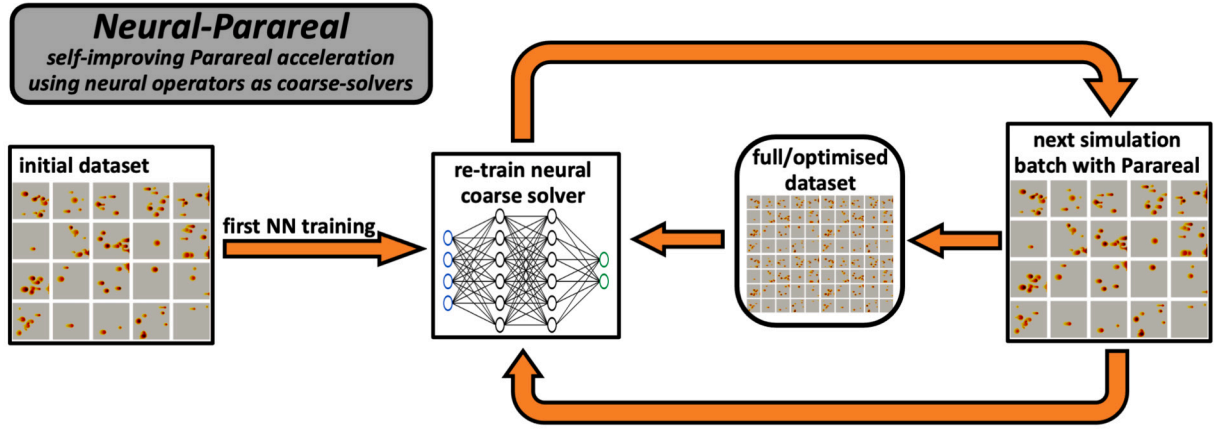 Neural-Parareal
self-improving Parareal acceleration
using neural operators as coarse-solvers
initial dataset
first NN training
re-train neural
coarse solver
full/optimised
dataset
next simulation
batch with Parareal